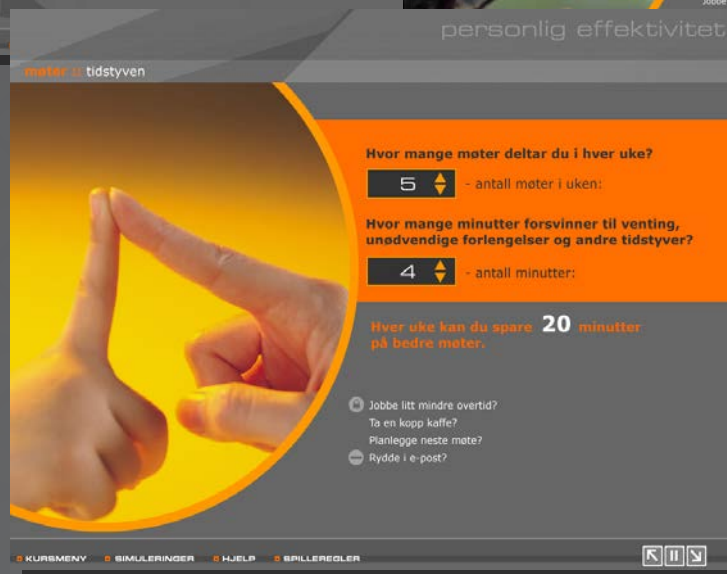 Jobbe
personlig effektivitet
møter :: tidstyven
Hvor mange møter deltar du i hver uke?
5 - antall møter i uken:
Hvor mange minutter forsvinner til venting,
unødvendige forlengelser og andre tidstyver?
4 - antall minutter:
Hver uke kan du spare 20 minutter
på bedre møter.
Jobbe litt mindre overtid?
Ta en kopp kaffe?
Planlegge neste møte?
Rydde i e-post?
KURSMENY SIMULERINGER HJELP SPILLEREGLER